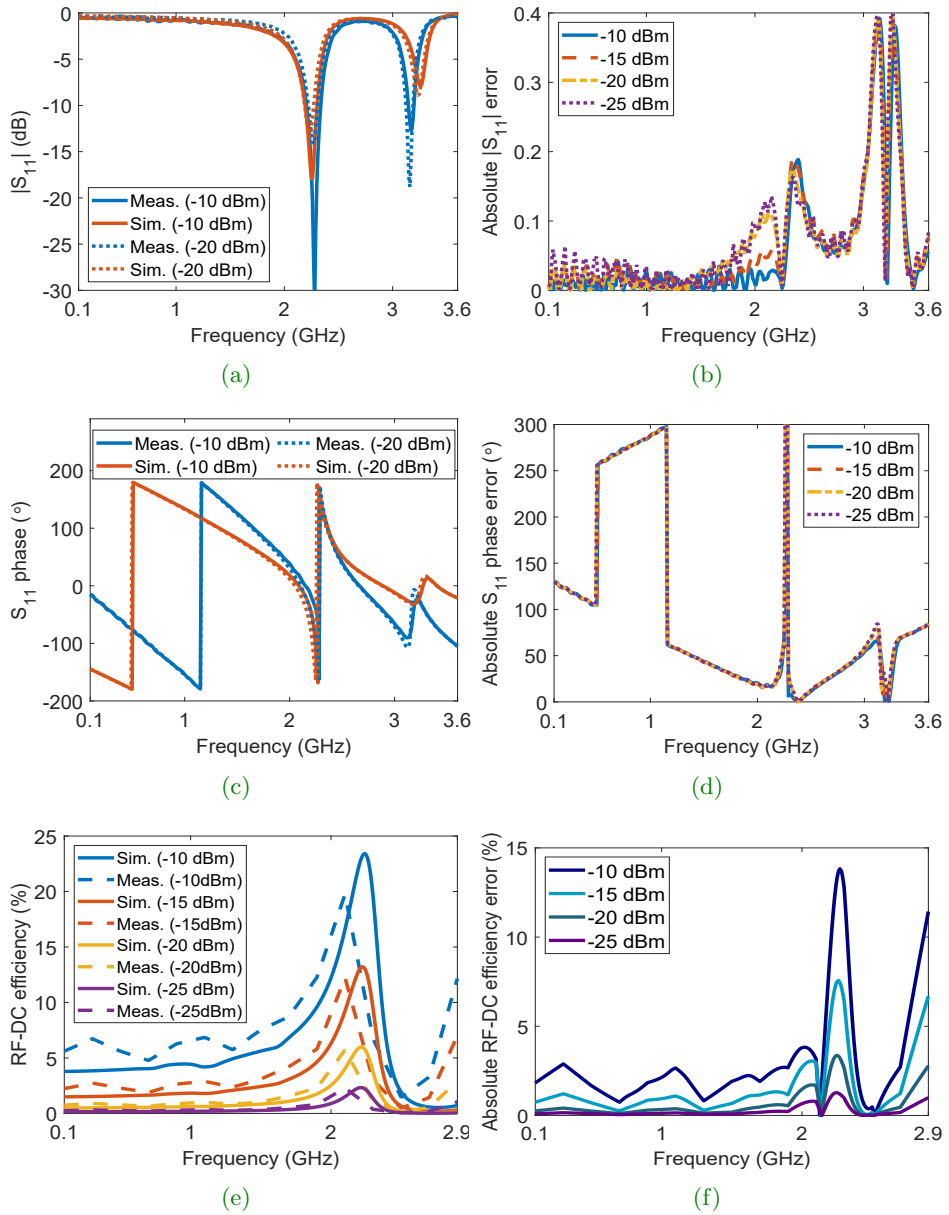 0
-5
-10
-15
-20
-25
-30
|S11| (dB)
Meas. (-10 dBm)
Sim. (-10 dBm)
Meas. (-20 dBm)
Sim. (-20 dBm)
0.1
1
2
3
3.6
Frequency (GHz)
(a)
0.4
0.3
0.2
0.1
0
Absolute |S11| error
-10 dBm
-15 dBm
-20 dBm
-25 dBm
0.1
1
2
3
3.6
Frequency (GHz)
(b)
200
100
0
-100
-200
S11 phase (°)
Meas. (-10 dBm)
Sim. (-10 dBm)
Meas. (-20 dBm)
Sim. (-20 dBm)
0.1
1
2
3
3.6
Frequency (GHz)
(c)
300
250
200
150
100
50
0
Absolute S11 phase error (°)
-10 dBm
-15 dBm
-20 dBm
-25 dBm
0.1
1
2
3
3.6
Frequency (GHz)
(d)
25
20
15
10
5
0
RF-DC efficiency (%)
Sim. (-10 dBm)
Meas. (-10dBm)
Sim. (-15 dBm)
Meas. (-15dBm)
Sim. (-20 dBm)
Meas. (-20dBm)
Sim. (-25 dBm)
Meas. (-25dBm)
0.1
1
2
2.9
Frequency (GHz)
(e)
15
10
5
0
Absolute RF-DC efficiency error (%)
-10 dBm
-15 dBm
-20 dBm
-25 dBm
0.1
1
2
2.9
Frequency (GHz)
(f)